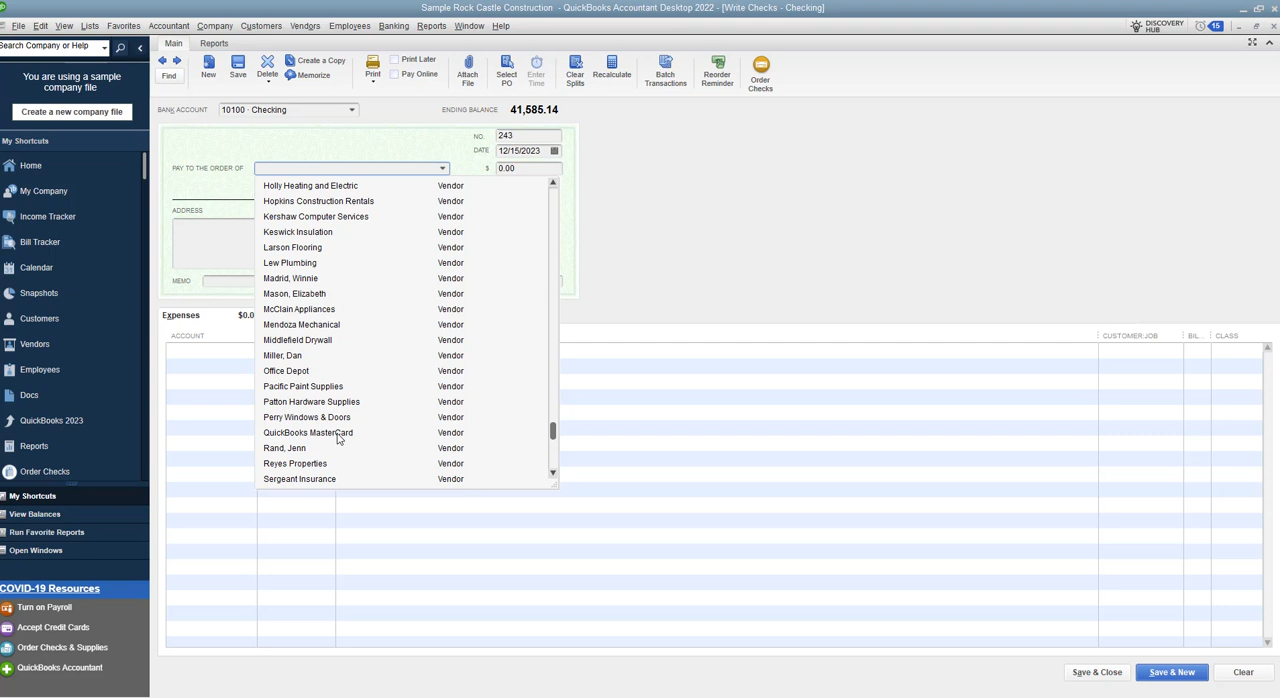 Sample Rock Castle Construction - QuickBooks Accountant Desktop 2022 - [Write Checks - Checking]
File Edit View Lists Favorites Accountant Company Customers Vendors Employees Banking Reports Window Help
DISCOVERY HUB 15
Search Company or Help
Main Reports
You are using a sample company file
Create a new company file
My Shortcuts
Home
My Company
Income Tracker
Bill Tracker
Calendar
Snapshots
Customers
Vendors
Employees
Docs
QuickBooks 2023
Reports
Order Checks
My Shortcuts
View Balances
Run Favorite Reports
Open Windows
COVID-19 Resources
Turn on Payroll
Accept Credit Cards
Order Checks & Supplies
QuickBooks Accountant
Find New Save Delete Create a Copy Memorize Print Print Later Pay Online Attach File Select PO Enter Time Clear Splits Recalculate Batch Transactions Reorder Reminder Order Checks
BANK ACCOUNT 10100 · Checking ENDING BALANCE 41,585.14
NO. 243
DATE 12/15/2023
PAY TO THE ORDER OF $ 0.00
ADDRESS
MEMO
Holly Heating and Electric Vendor
Hopkins Construction Rentals Vendor
Kershaw Computer Services Vendor
Keswick Insulation Vendor
Larson Flooring Vendor
Lew Plumbing Vendor
Madrid, Winnie Vendor
Mason, Elizabeth Vendor
McClain Appliances Vendor
Mendoza Mechanical Vendor
Middlefield Drywall Vendor
Miller, Dan Vendor
Office Depot Vendor
Pacific Paint Supplies Vendor
Patton Hardware Supplies Vendor
Perry Windows & Doors Vendor
QuickBooks MasterCard Vendor
Rand, Jenn Vendor
Reyes Properties Vendor
Sergeant Insurance Vendor
Expenses $0.0
ACCOUNT CUSTOMER:JOB BIL... CLASS
Save & Close Save & New Clear